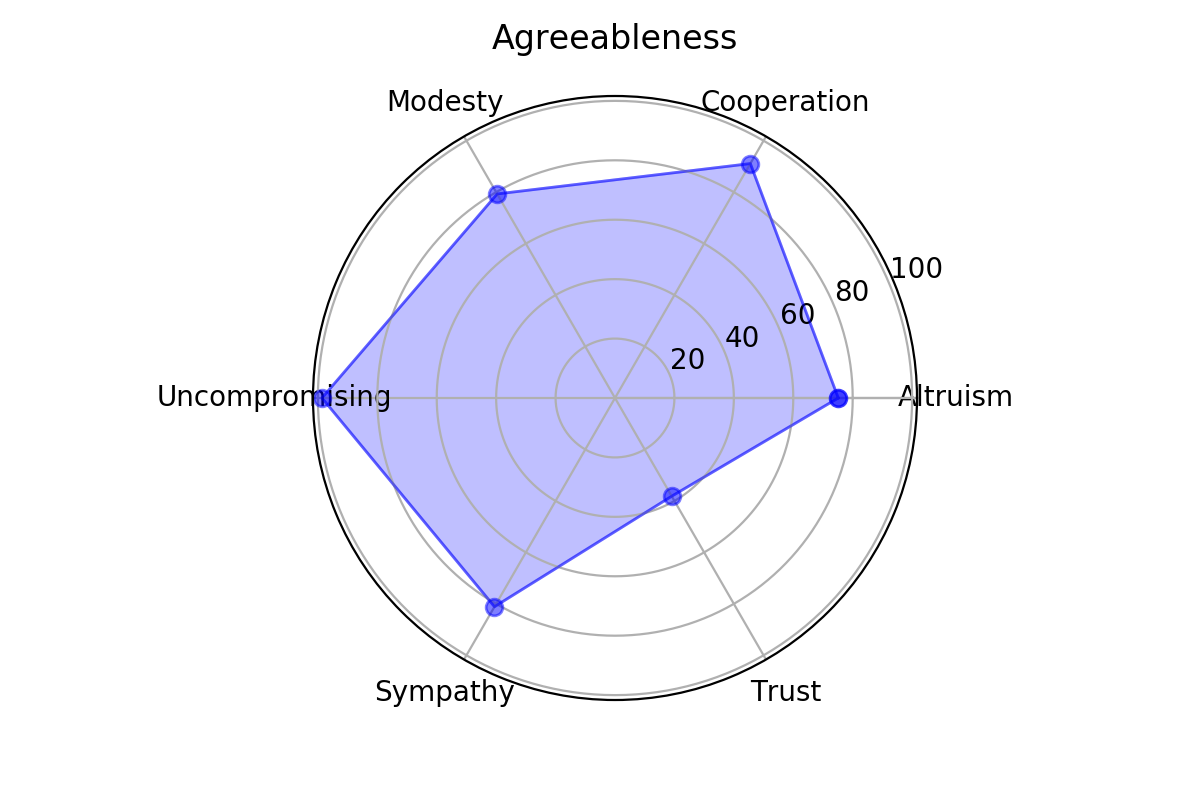 Agreeableness
Modesty
Cooperation
100
80
60
40
20
Uncompromising
Altruism
Sympathy
Trust